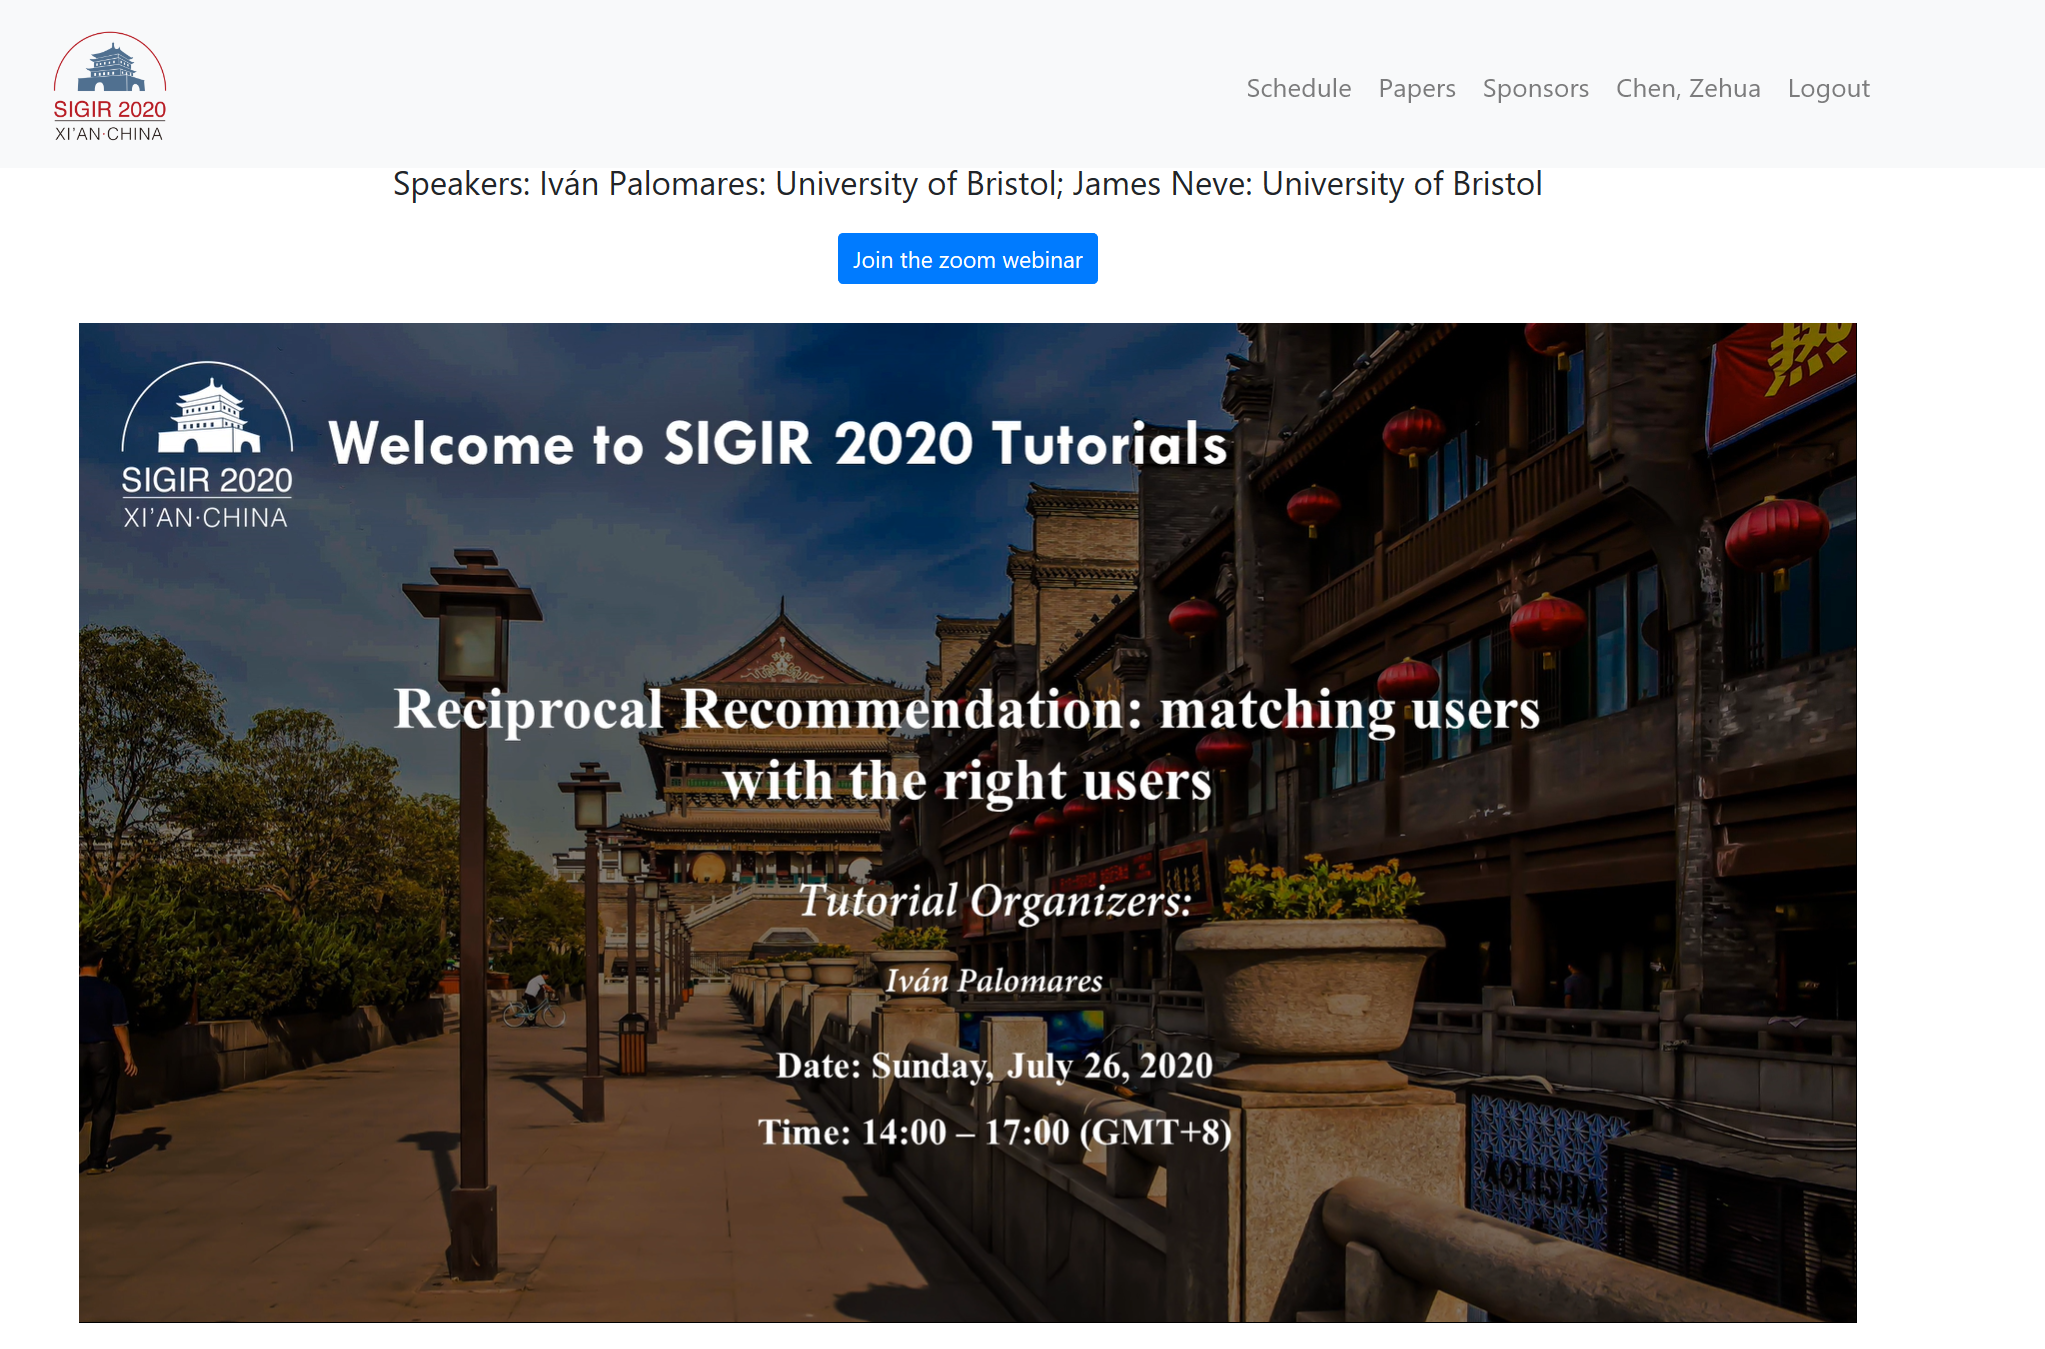 SIGIR 2020
XI'AN·CHINA
Schedule Papers Sponsors Chen, Zehua Logout
Speakers: Iván Palomares: University of Bristol; James Neve: University of Bristol
Join the zoom webinar
热
SIGIR 2020
XI'AN·CHINA
Welcome to SIGIR 2020 Tutorials
Reciprocal Recommendation: matching users
with the right users
Tutorial Organizers:
Iván Palomares
Date: Sunday, July 26, 2020
Time: 14:00 – 17:00 (GMT+8)
AOLISHA